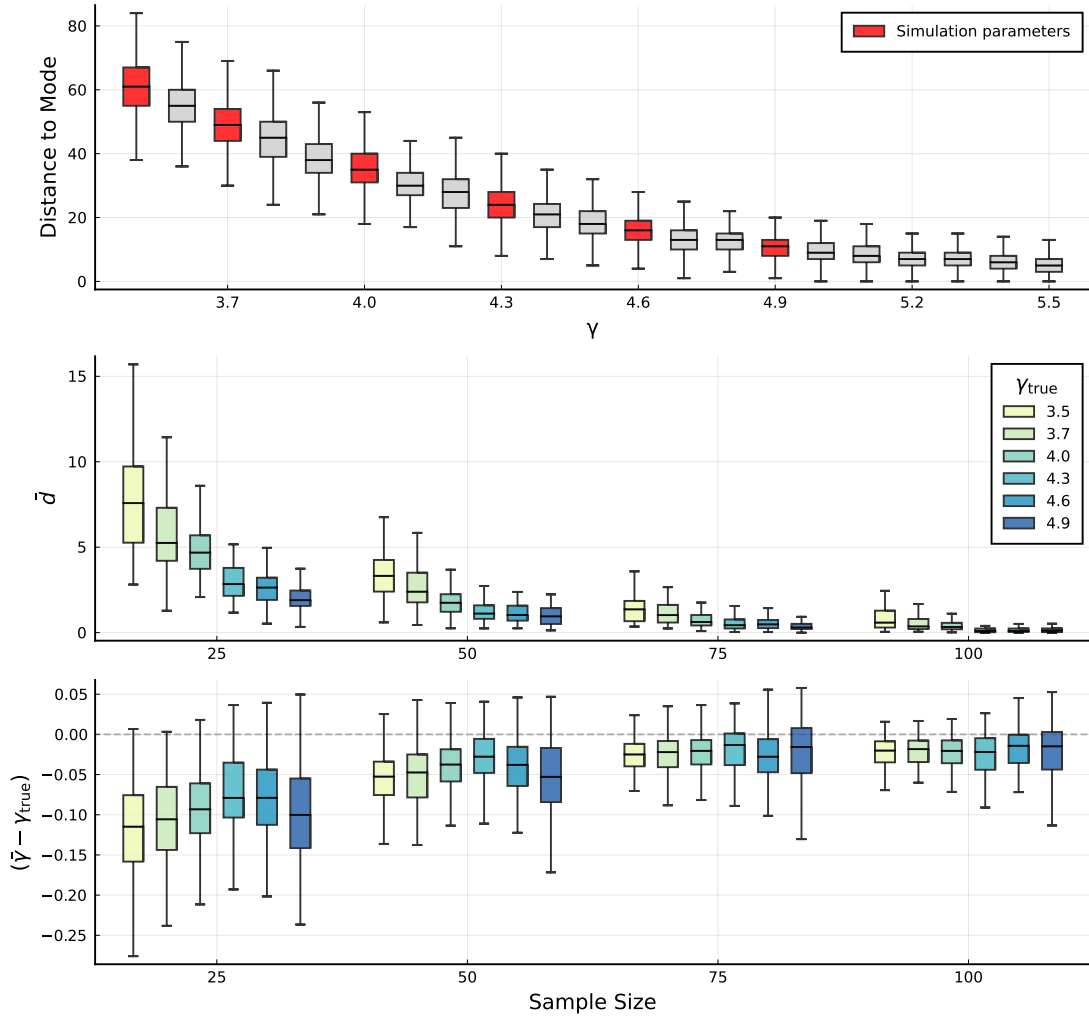 Distance to Mode
80
60
40
20
0
Simulation parameters
3.7 4.0 4.3 4.6 4.9 5.2 5.5
γ
d̄
15
10
5
0
γtrue
3.5
3.7
4.0
4.3
4.6
4.9
25 50 75 100
(γ̄ − γtrue)
0.05
0.00
−0.05
−0.10
−0.15
−0.20
−0.25
25 50 75 100
Sample Size